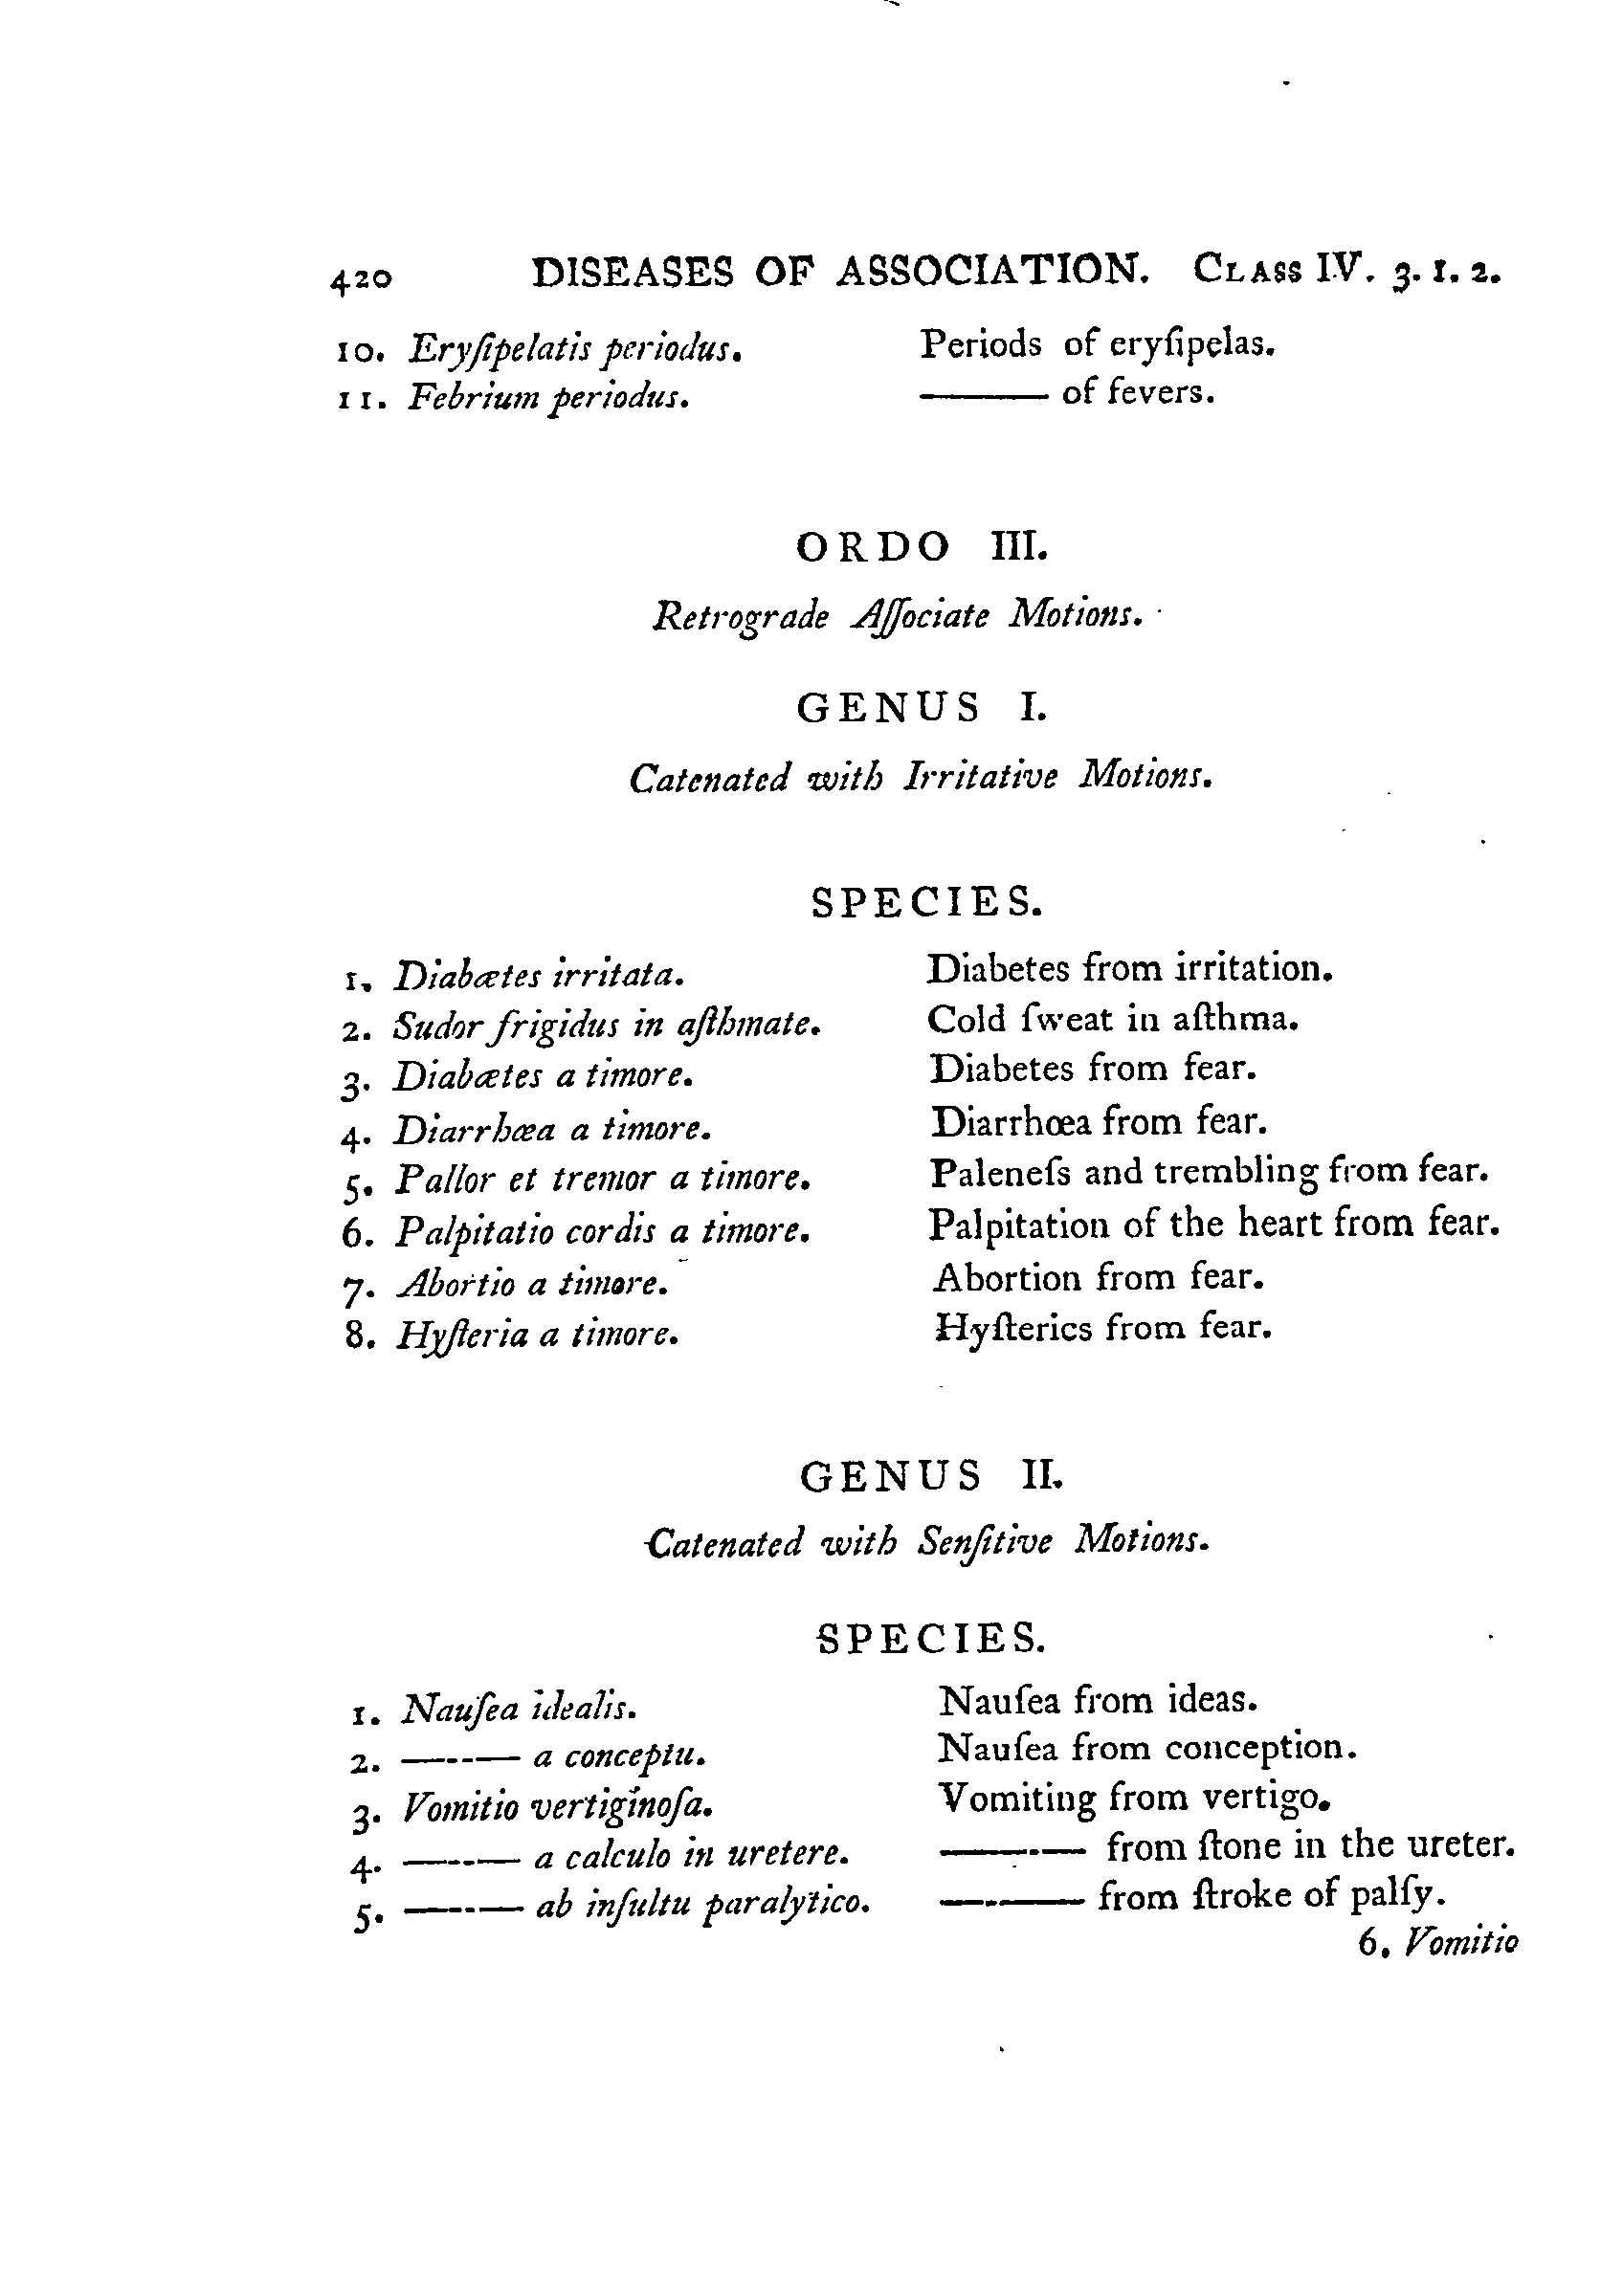 420 DISEASES OF ASSOCIATION. CLASS IV. 3. 1. 2.
10. Eryſipelatis periodus. Periods of eryſipelas.
11. Febrium periodus. ——— of fevers.
ORDO III.
Retrograde Aſſociate Motions.
GENUS I.
Catenated with Irritative Motions.
SPECIES.
1. Diabætes irritata. Diabetes from irritation.
2. Sudor frigidus in aſthmate. Cold ſweat in aſthma.
3. Diabætes a timore. Diabetes from fear.
4. Diarrhœa a timore. Diarrhœa from fear.
5. Pallor et tremor a timore. Paleneſs and trembling from fear.
6. Palpitatio cordis a timore. Palpitation of the heart from fear.
7. Abortio a timore. Abortion from fear.
8. Hyſteria a timore. Hyſterics from fear.
GENUS II.
Catenated with Senſitive Motions.
SPECIES.
1. Nauſea idealis. Nauſea from ideas.
2. ——— a conceptu. Nauſea from conception.
3. Vomitio vertiginoſa. Vomiting from vertigo.
4. ——— a calculo in uretere. ——— from ſtone in the ureter.
5. ——— ab inſultu paralytico. ——— from ſtroke of palſy.
6. Vomitio